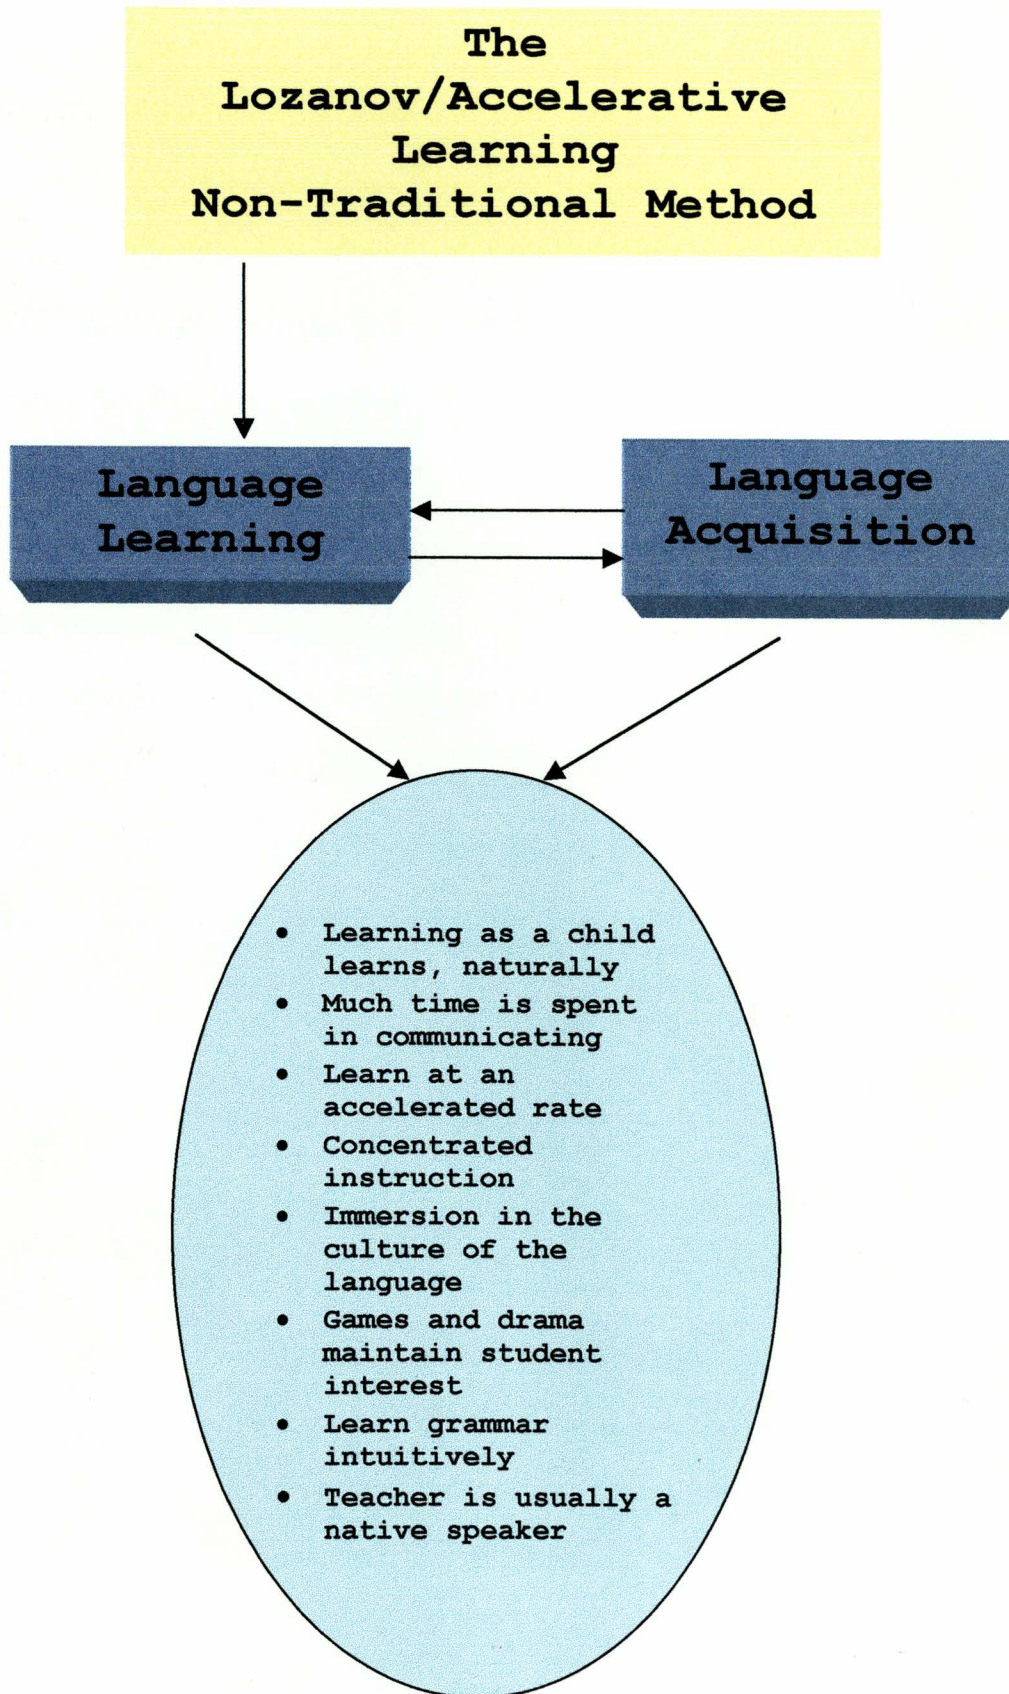 The
Lozanov/Accelerative
Learning
Non-Traditional Method
Language
Learning
Language
Acquisition
• Learning as a child
learns, naturally
• Much time is spent
in communicating
• Learn at an
accelerated rate
• Concentrated
instruction
• Immersion in the
culture of the
language
• Games and drama
maintain student
interest
• Learn grammar
intuitively
• Teacher is usually a
native speaker